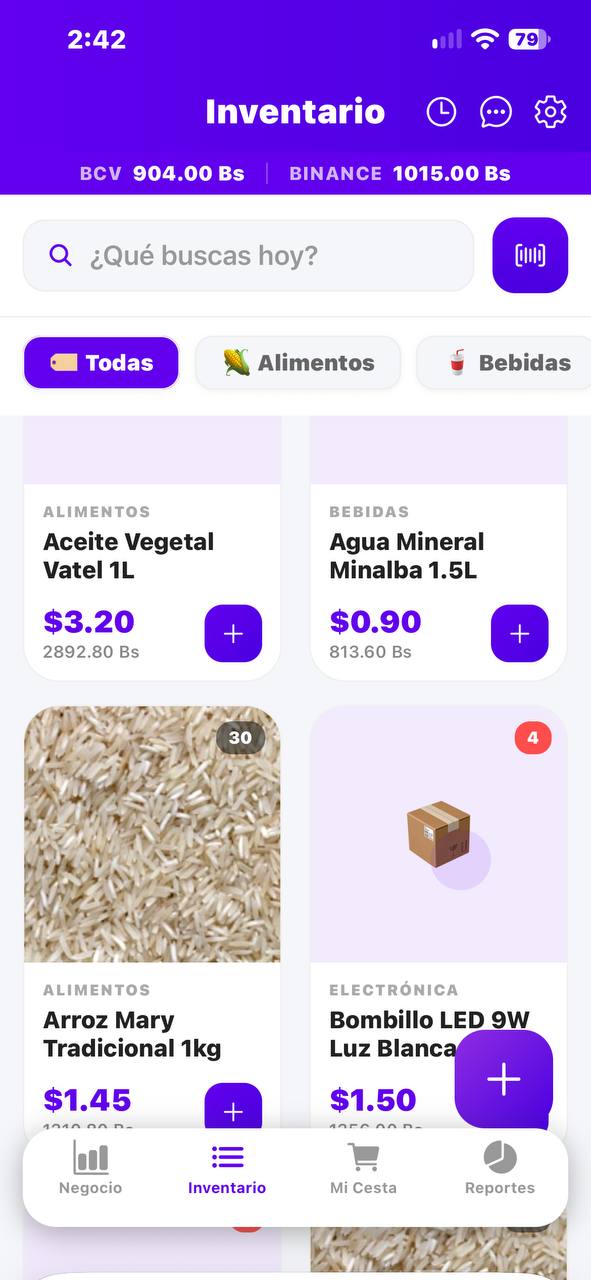 2:42
79
Inventario
BCV 904.00 Bs
BINANCE 1015.00 Bs
¿Qué buscas hoy?
Todas
Alimentos
Bebidas
ALIMENTOS
Aceite Vegetal
Vatel 1L
$3.20
2892.80 Bs
BEBIDAS
Agua Mineral
Minalba 1.5L
$0.90
813.60 Bs
30
ALIMENTOS
Arroz Mary
Tradicional 1kg
$1.45
4
ELECTRÓNICA
Bombillo LED 9W
Luz Blanca
$1.50
Negocio
Inventario
Mi Cesta
Reportes